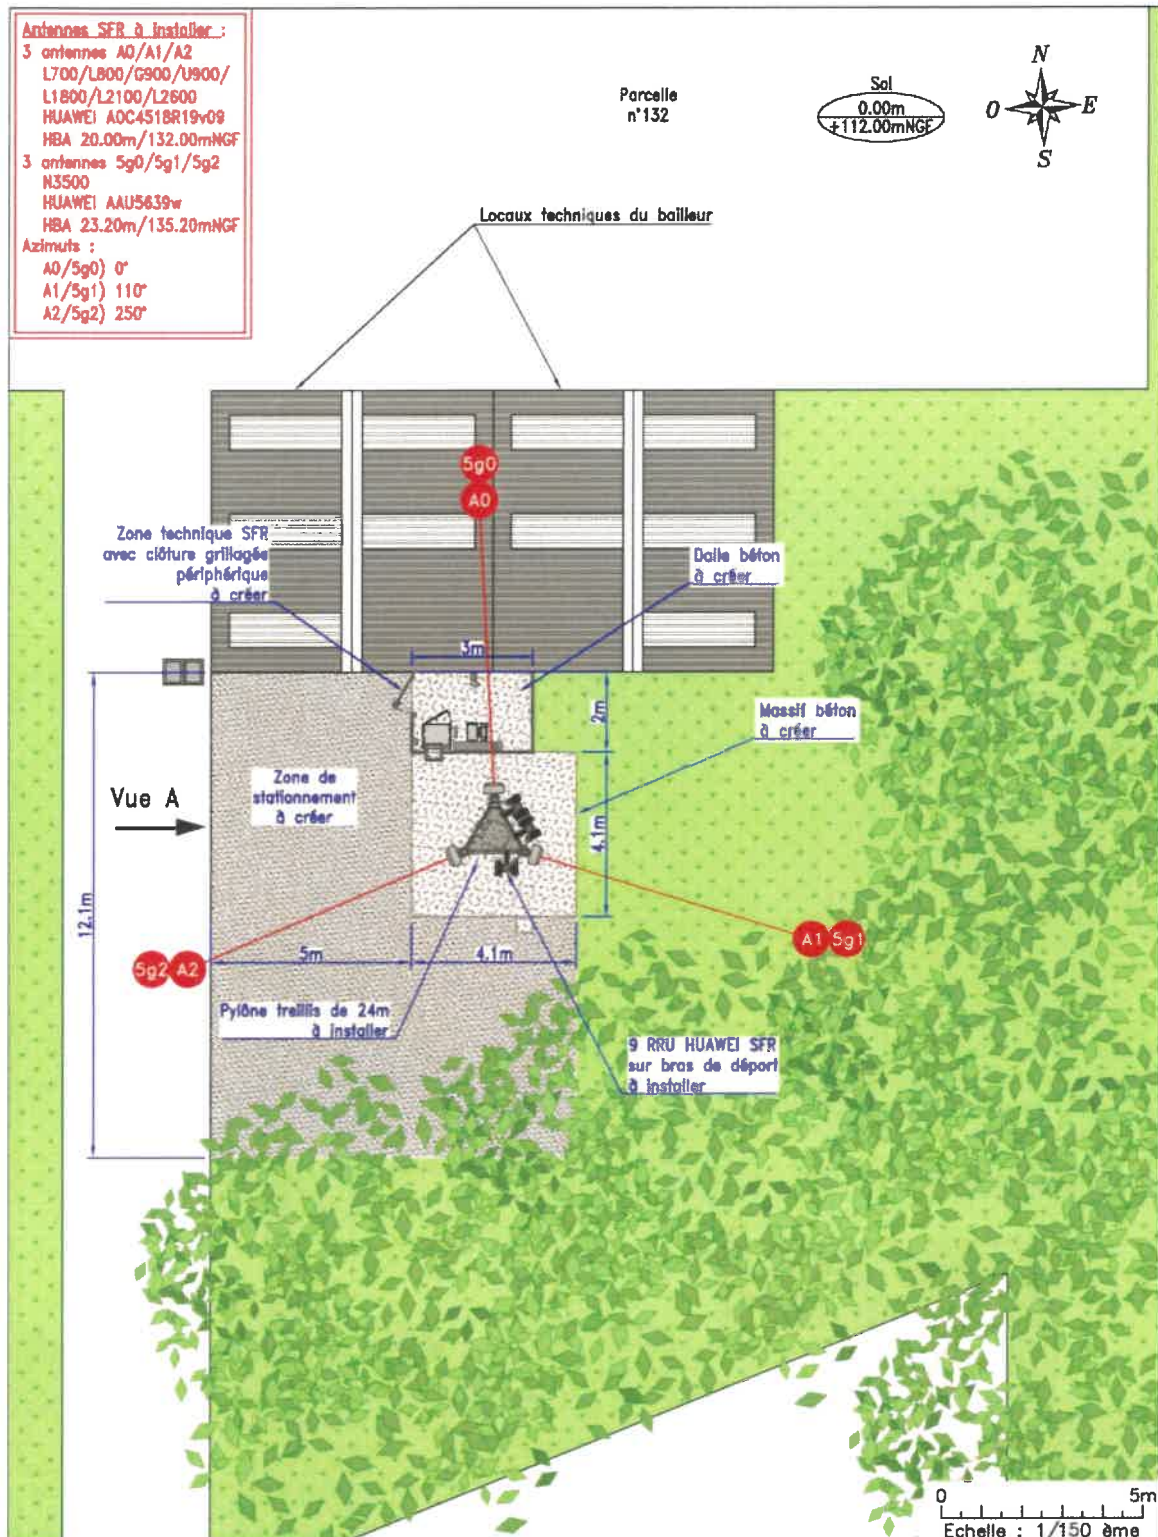 Antennes SFR à installer :
3 antennes A0/A1/A2
L700/L800/G900/U900/
L1800/L2100/L2600
HUAWEI AOC4518R19v09
HBA 20.00m/132.00mNGF
3 antennes 5g0/5g1/5g2
N3500
HUAWEI AAU5639w
HBA 23.20m/135.20mNGF
Azimuts :
A0/5g0) 0°
A1/5g1) 110°
A2/5g2) 250°
Parcelle
n°132
Sol
0.00m
+112.00mNGF
N
O
E
S
Locaux techniques du bailleur
5g0
A0
Zone technique SFR
avec clôture grillagée
périphérique
à créer
Dalle béton
à créer
3m
2m
Massif béton
à créer
Zone de
stationnement
à créer
Vue A
4.1m
12.1m
A1
5g1
5g2
A2
5m
4.1m
Pylône treillis de 24m
à installer
9 RRU HUAWEI SFR
sur bras de déport
à installer
0
5m
Echelle : 1/150 ème